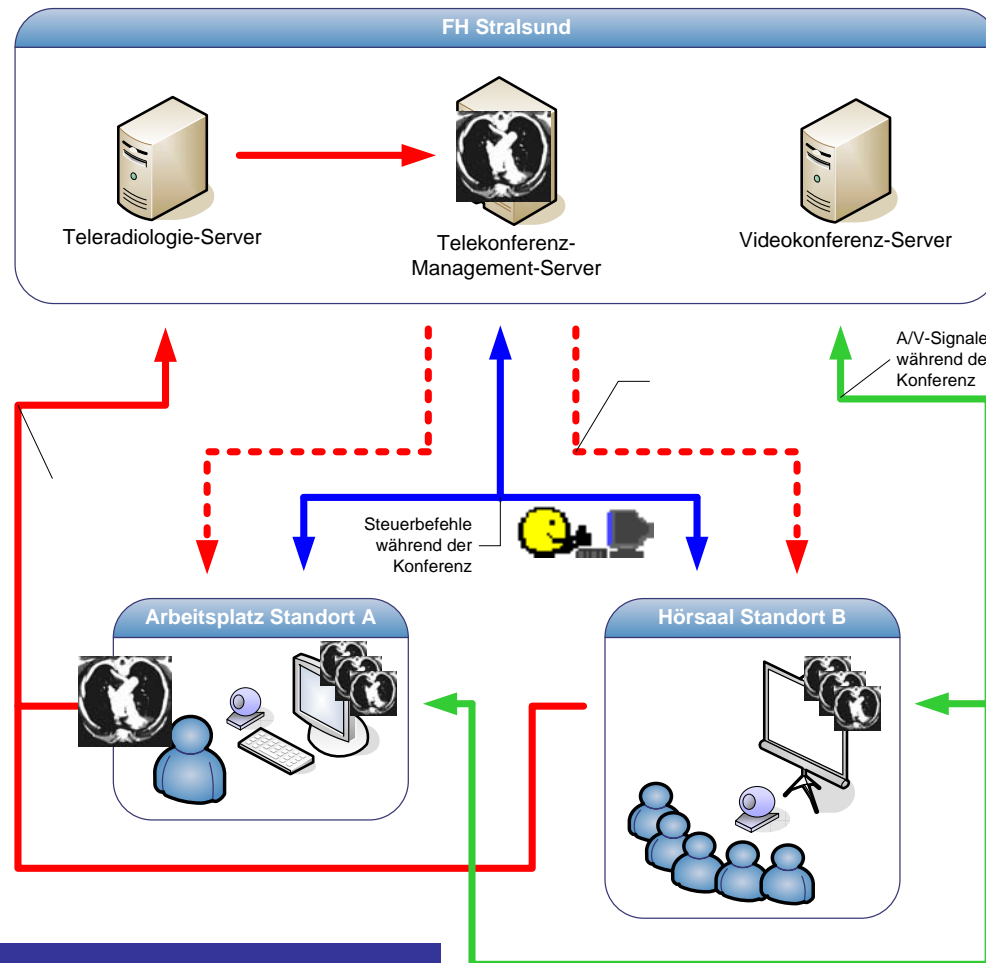 FH Stralsund
Teleradiologie-Server
Telekonferenz-
Management-Server
Videokonferenz-Server
A/V-Signale
während de
Konferenz
Steuerbefehle
während der
Konferenz
Arbeitsplatz Standort A
Hörsaal Standort B